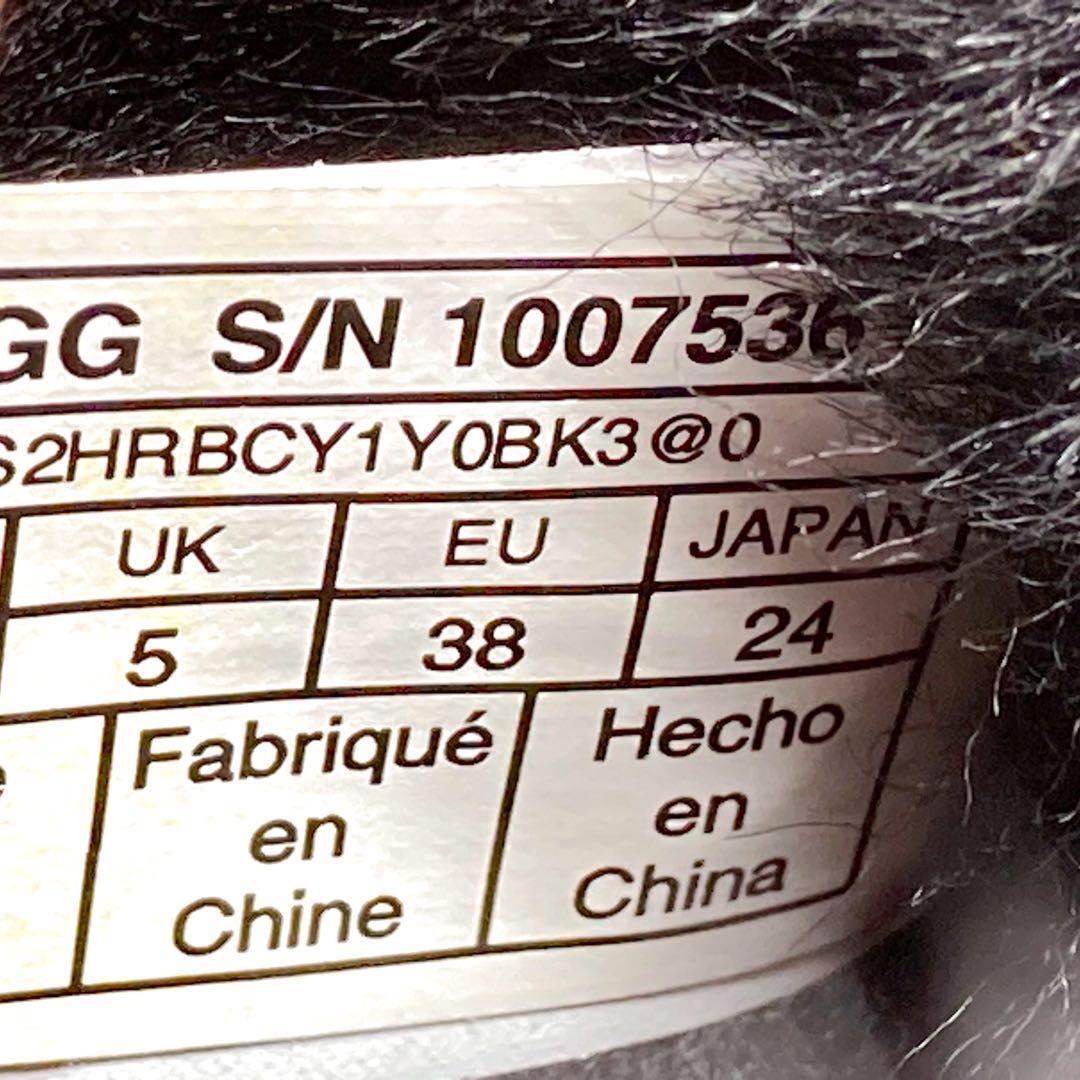 GG S/N 1007536
S2HRBCY1Y0BK3@0
UK EU JAPAN
5 38 24
Fabriqué
en
Chine
Hecho
en
China